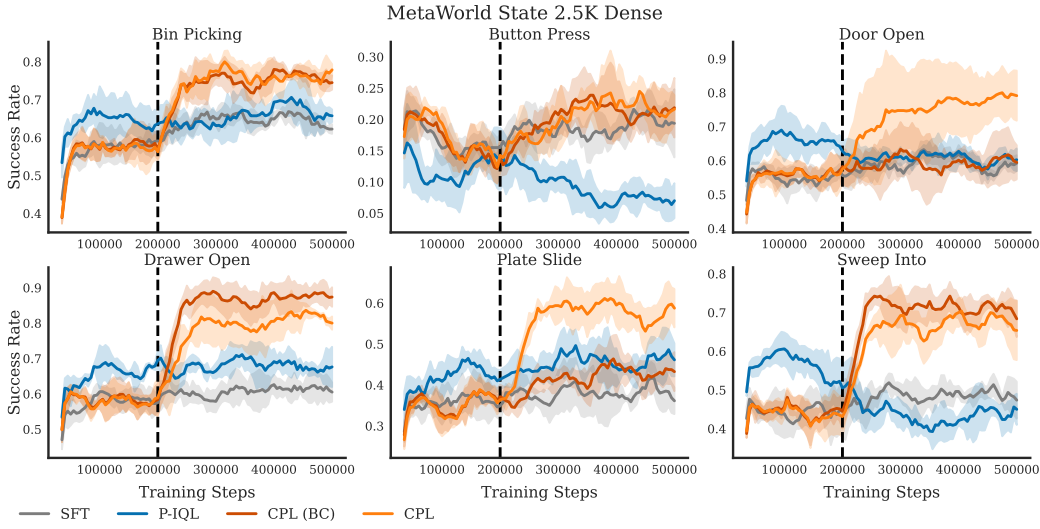 MetaWorld State 2.5K Dense
Bin Picking Button Press Door Open
Success Rate
0.8
0.7
0.6
0.5
0.4
0.30
0.25
0.20
0.15
0.10
0.05
0.9
0.8
0.7
0.6
0.5
0.4
100000 200000 300000 400000 500000
100000 200000 300000 400000 500000
100000 200000 300000 400000 500000
Drawer Open Plate Slide Sweep Into
Success Rate
0.9
0.8
0.7
0.6
0.5
0.6
0.5
0.4
0.3
0.8
0.7
0.6
0.5
0.4
100000 200000 300000 400000 500000
100000 200000 300000 400000 500000
100000 200000 300000 400000 500000
Training Steps Training Steps Training Steps
SFT P-IQL CPL (BC) CPL